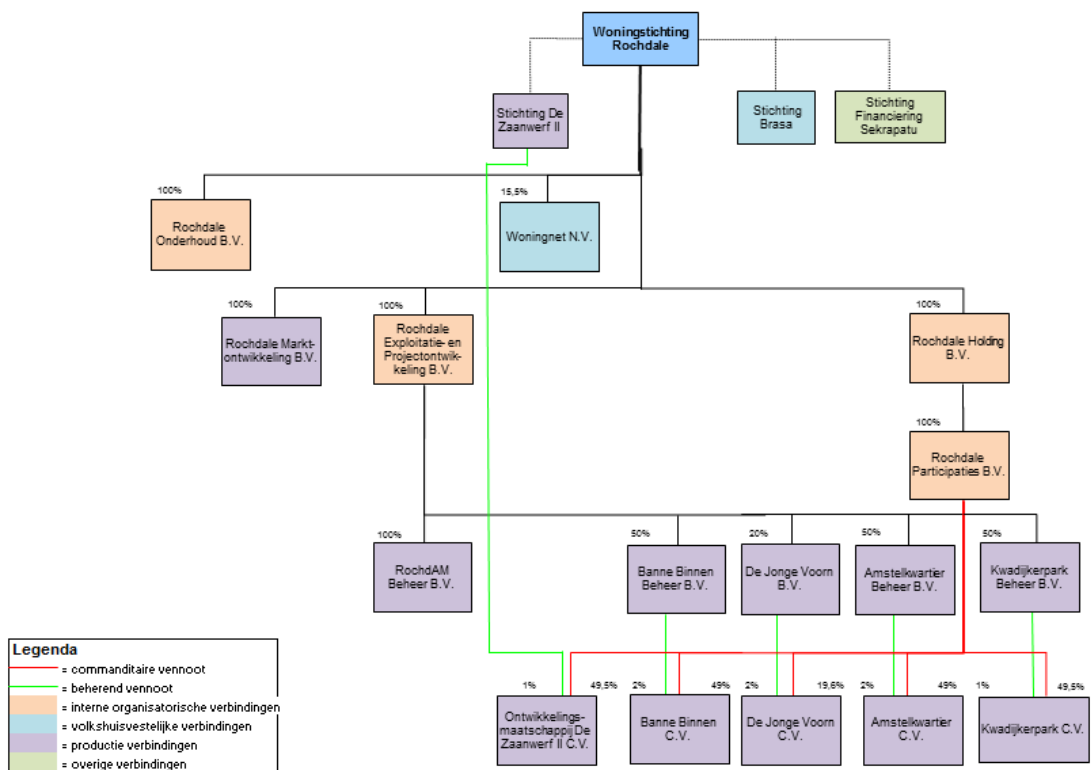 Woningstichting
Rochdale
Stichting De
Zaanwerf II
Stichting
Brasa
Stichting
Financiering
Sekrapatu
100%
15,5%
Rochdale
Onderhoud B.V.
Woningnet N.V.
100%
100%
100%
Rochdale Markt-
ontwikkeling B.V.
Rochdale
Exploitatie- en
Projectontwik-
keling B.V.
Rochdale Holding
B.V.
100%
Rochdale
Participaties B.V.
100%
50%
20%
50%
50%
RochdAM
Beheer B.V.
Banne Binnen
Beheer B.V.
De Jonge Voorn
B.V.
Amstelkwartier
Beheer B.V.
Kwadijkerpark
Beheer B.V.
1%
49,5%
2%
49%
2%
19,6%
2%
49%
1%
49,5%
Ontwikkelings-
maatschappij De
Zaanwerf II C.V.
Banne Binnen
C.V.
De Jonge Voorn
C.V.
Amstelkwartier
C.V.
Kwadijkerpark C.V.
Legenda
= commanditaire vennoot
= beherend vennoot
= interne organisatorische verbindingen
= volkshuisvestelijke verbindingen
= productie verbindingen
= overige verbindingen